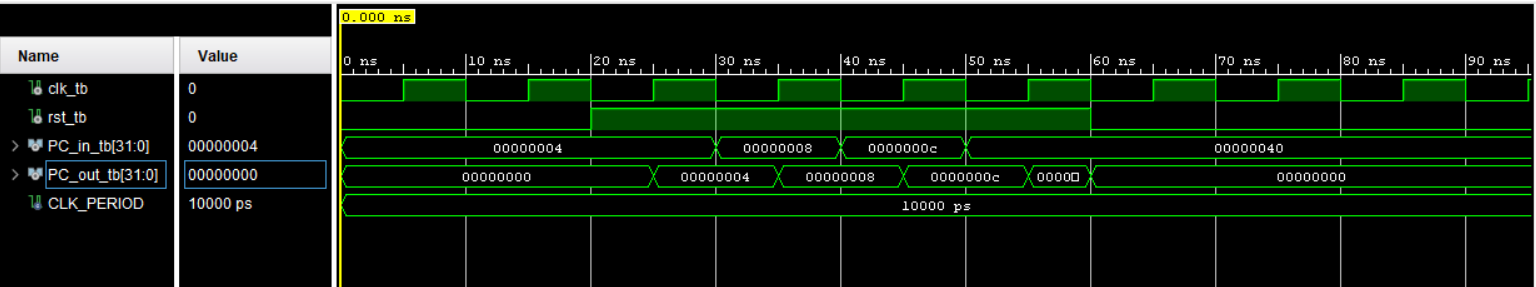 0.000 ns
Name Value
0 ns 10 ns 20 ns 30 ns 40 ns 50 ns 60 ns 70 ns 80 ns 90 ns
clk_tb 0
rst_tb 0
PC_in_tb[31:0] 00000004 00000004 00000008 0000000c 00000040
PC_out_tb[31:0] 00000000 00000000 00000004 00000008 0000000c 0000 00000000
CLK_PERIOD 10000 ps 10000 ps